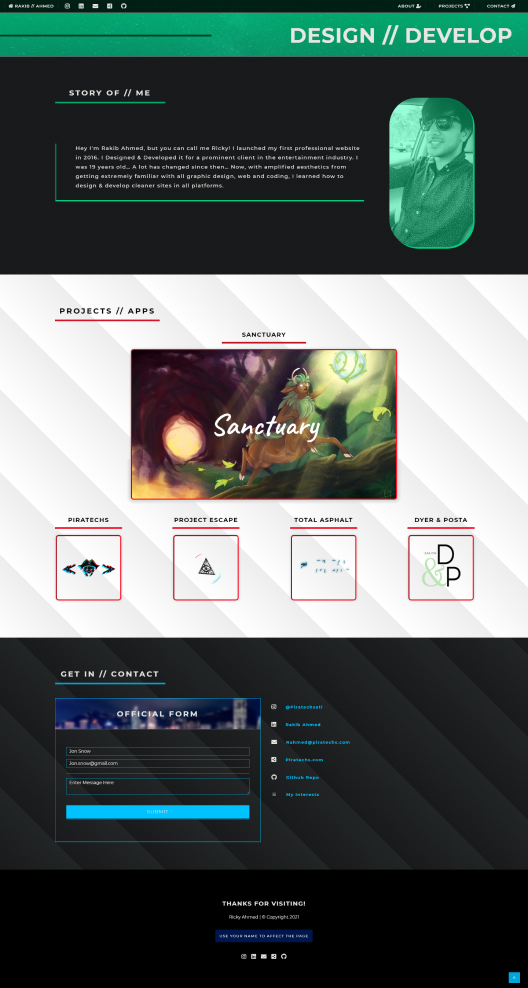 RAKIB // AHMED
ABOUT
PROJECTS
CONTACT
DESIGN // DEVELOP
STORY OF // ME
Hey I'm Rakib Ahmed, but you can call me Ricky! I launched my first professional website
in 2016. I Designed & Developed it for a prominent client in the entertainment industry. I
was 19 years old... A lot has changed since then... Now, with amplified aesthetics from
getting extremely familiar with all graphic design, web and coding, I learned how to
design & develop cleaner sites in all platforms.
PROJECTS // APPS
SANCTUARY
Sanctuary
PIRATECHS
PROJECT ESCAPE
TOTAL ASPHALT
DYER & POSTA
SALON D
& P
GET IN // CONTACT
OFFICIAL FORM
Jon Snow
Jon.snow@gmail.com
Enter Message Here
SUBMIT
@Piratechsatl
Rakib Ahmed
Rahmed@piratechs.com
Piratechs.com
Github Repo
My Interests
THANKS FOR VISITING!
Ricky Ahmed | © Copyright 2021
USE YOUR NAME TO AFFECT THE PAGE